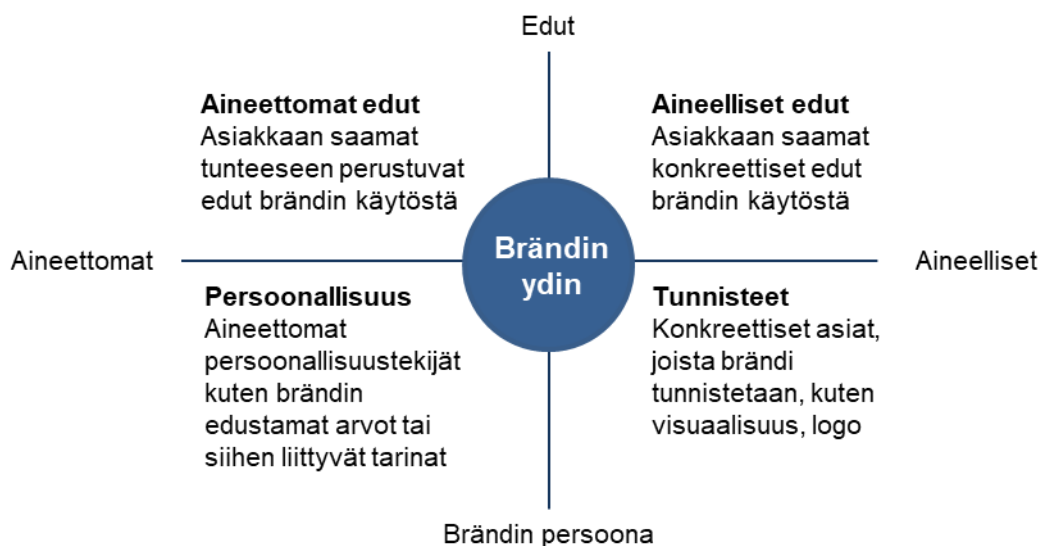 Edut
Aineettomat edut
Asiakkaan saamat
tunteeseen perustuvat
edut brändin käytöstä
Aineelliset edut
Asiakkaan saamat
konkreettiset edut
brändin käytöstä
Aineettomat
Brändin
ydin
Aineelliset
Persoonallisuus
Aineettomat
persoonallisuustekijät
kuten brändin
edustamat arvot tai
siihen liittyvät tarinat
Tunnisteet
Konkreettiset asiat,
joista brändi
tunnistetaan, kuten
visuaalisuus, logo
Brändin persoona